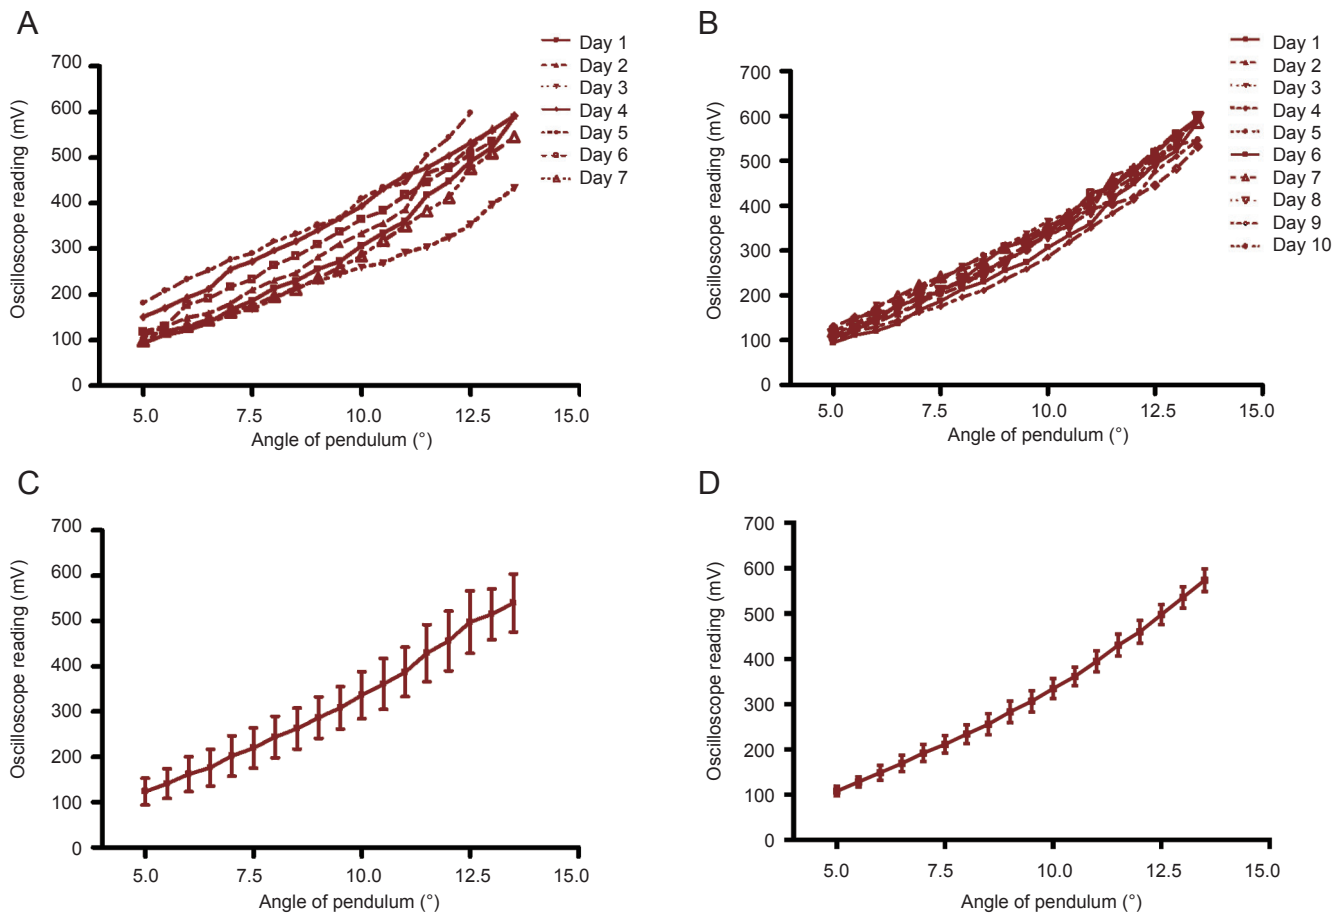 A
Day 1
Day 2
Day 3
Day 4
Day 5
Day 6
Day 7
700
600
500
400
300
200
100
0
Oscilloscope reading (mV)
5.0 7.5 10.0 12.5 15.0
Angle of pendulum (°)
B
Day 1
Day 2
Day 3
Day 4
Day 5
Day 6
Day 7
Day 8
Day 9
Day 10
700
600
500
400
300
200
100
0
Oscilloscope reading (mV)
5.0 7.5 10.0 12.5 15.0
Angle of pendulum (°)
C
700
600
500
400
300
200
100
0
Oscilloscope reading (mV)
5.0 7.5 10.0 12.5 15.0
Angle of pendulum (°)
D
700
600
500
400
300
200
100
0
Oscilloscope reading (mV)
5.0 7.5 10.0 12.5 15.0
Angle of pendulum (°)